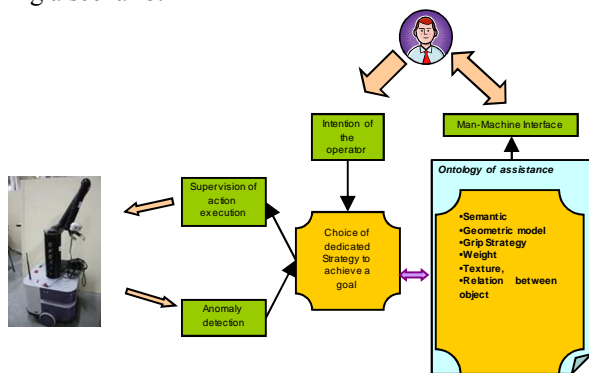 g a scenario.
Intention of
the
operator
Man-Machine Interface
Ontology of assistance
Supervision of
action
execution
Choice of
dedicated
Strategy to
achieve a
goal
•Semantic
•Geometric model
•Grip Strategy
•Weight
•Texture,
•Relation between
object
Anomaly
detection